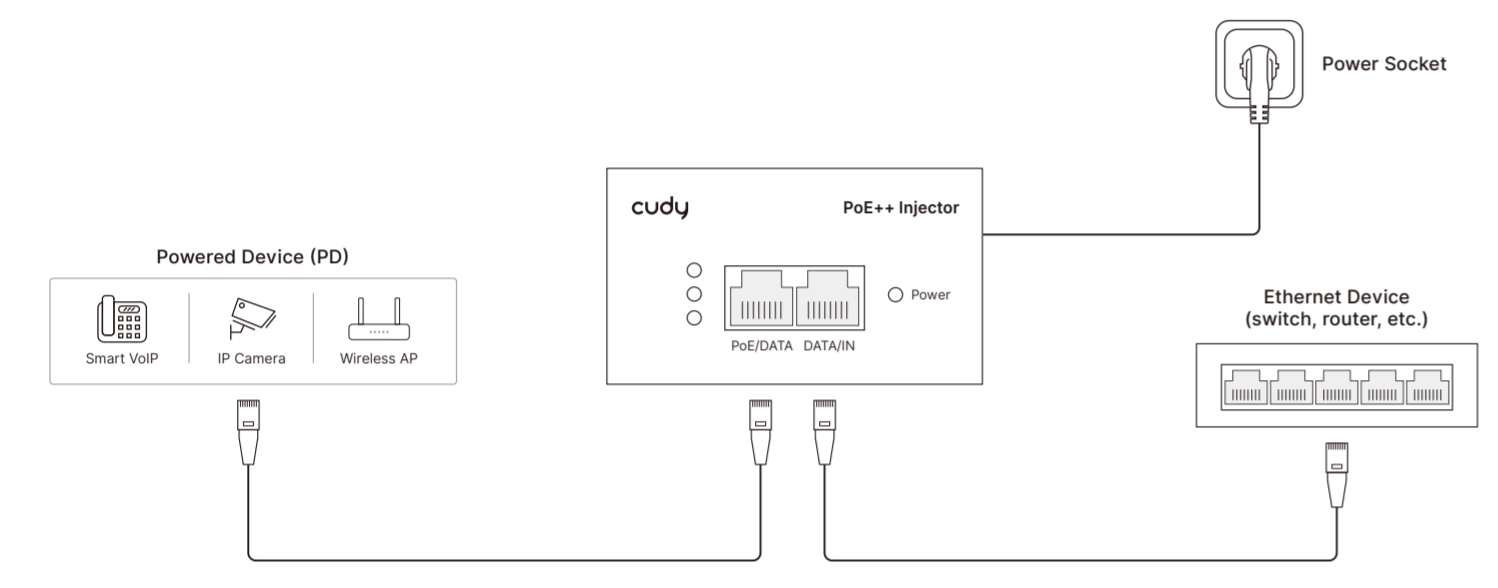 Power Socket
cudy
PoE++ Injector
Powered Device (PD)
Smart VoIP
IP Camera
Wireless AP
Power
PoE/DATA
DATA/IN
Ethernet Device
(switch, router, etc.)